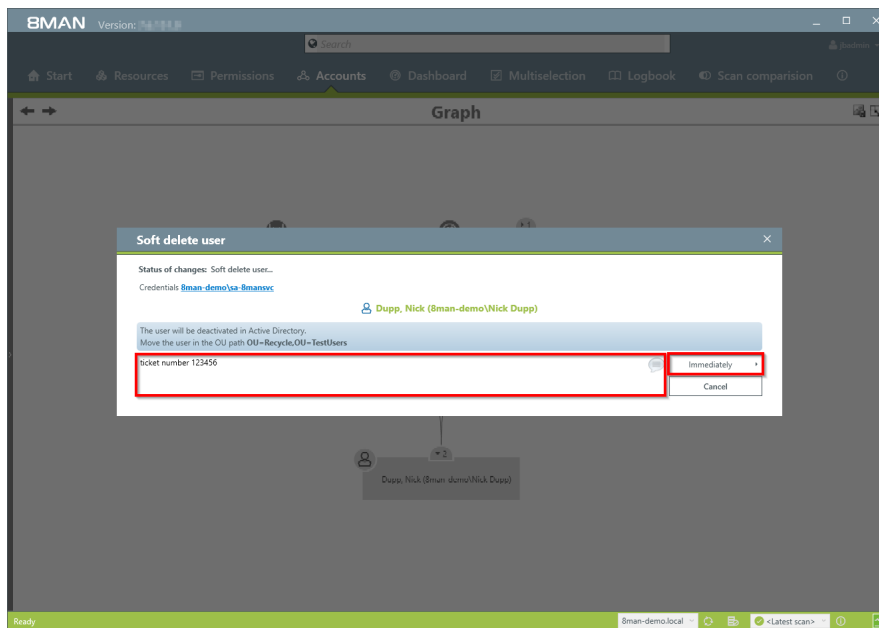 8MAN Version:
Search
jbadmin
Start Resources Permissions Accounts Dashboard Multiselection Logbook Scan comparision
Graph
Soft delete user
Status of changes: Soft delete user...
Credentials 8man-demo\sa-8mansvc
Dupp, Nick (8man-demo\Nick Dupp)
The user will be deactivated in Active Directory.
Move the user in the OU path OU=Recycle,OU=TestUsers
ticket number 123456
Immediately
Cancel
2
Dupp, Nick (8man-demo\Nick Dupp)
Ready 8man-demo.local <Latest scan>